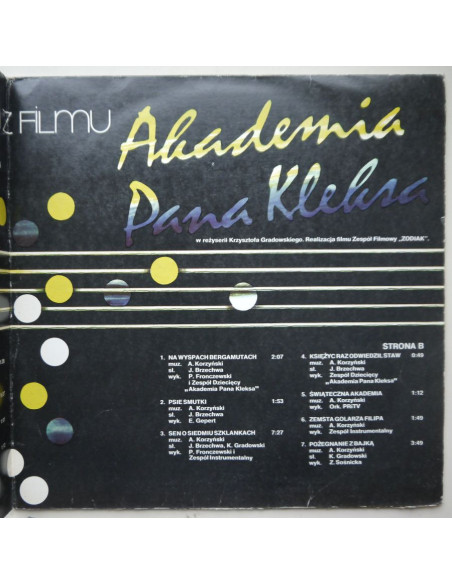 Z FILMU
Akademia
Pana Kleksa
w reżyserii Krzysztofa Gradowskiego. Realizacja filmu Zespół Filmowy „ZODIAK”.
STRONA B
1. NA WYSPACH BERGAMUTACH 2:07
muz. A. Korzyński
sł. J. Brzechwa
wyk. P. Fronczewski
i Zespół Dziecięcy
„Akademia Pana Kleksa”
2. PSIE SMUTKI 1:53
muz. A. Korzyński
sł. J. Brzechwa
wyk. E. Geppert
3. SEN O SIEDMIU SZKLANKACH 7:27
muz. A. Korzyński
sł. J. Brzechwa, K. Gradowski
wyk. P. Fronczewski i
Zespół Instrumentalny
4. KSIĘŻYC RAZ ODWIEDZIŁ STAW 0:49
muz. A. Korzyński
sł. J. Brzechwa
wyk. Zespół Dziecięcy
„Akademia Pana Kleksa”
5. ŚWIĄTECZNA AKADEMIA 1:12
muz. A. Korzyński
wyk. Ork. PRiTV
6. ZEMSTA GOLARZA FILIPA 1:49
muz. A. Korzyński
wyk. Zespół Instrumentalny
7. POŻEGNANIE Z BAJKĄ 3:49
muz. A. Korzyński
sł. K. Gradowski
wyk. Z. Sośnicka